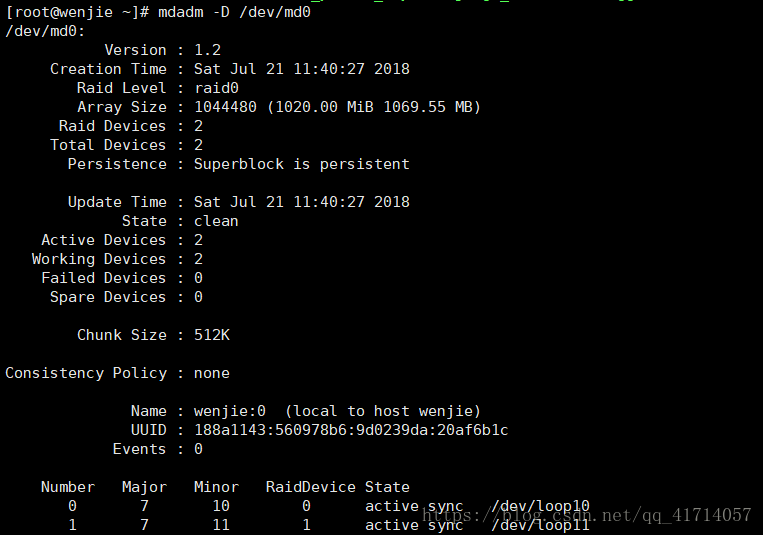 [root@wenjie ~]# mdadm -D /dev/md0
/dev/md0:
Version : 1.2
Creation Time : Sat Jul 21 11:40:27 2018
Raid Level : raid0
Array Size : 1044480 (1020.00 MiB 1069.55 MB)
Raid Devices : 2
Total Devices : 2
Persistence : Superblock is persistent
Update Time : Sat Jul 21 11:40:27 2018
State : clean
Active Devices : 2
Working Devices : 2
Failed Devices : 0
Spare Devices : 0
Chunk Size : 512K
Consistency Policy : none
Name : wenjie:0  (local to host wenjie)
UUID : 188a1143:560978b6:9d0239da:20af6b1c
Events : 0
Number   Major   Minor   RaidDevice State
0       7       10        0      active sync   /dev/loop10
https://blog.csdn.net/qq_41714057
1       7       11        1      active sync   /dev/loop11